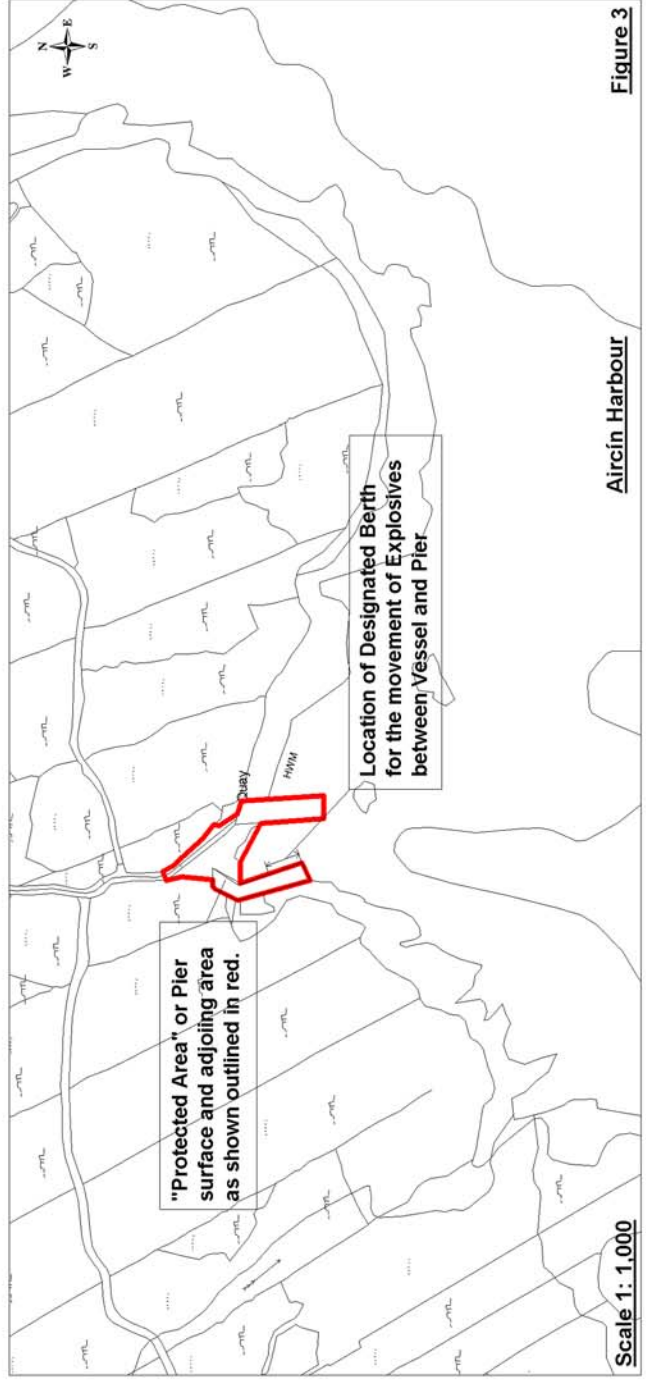 N
W
E
S
"Protected Area" or Pier
surface and adjoiing area
as shown outlined in red.
Quay
HWM
Location of Designated Berth
for the movement of Explosives
between Vessel and Pier
Aircín Harbour
Scale 1: 1,000
Figure 3